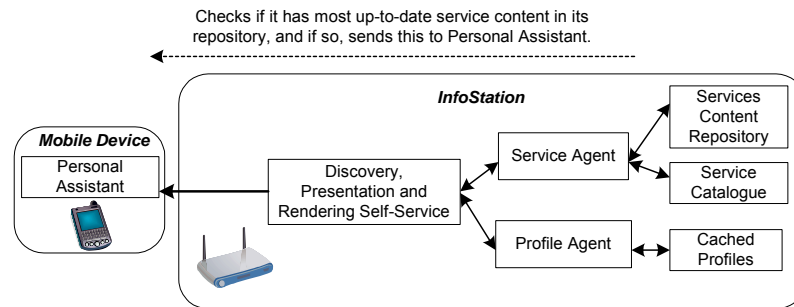 Checks if it has most up-to-date service content in its
repository, and if so, sends this to Personal Assistant.
InfoStation
Mobile Device
Personal
Assistant
Discovery,
Presentation and
Rendering Self-Service
Service Agent
Profile Agent
Services
Content
Repository
Service
Catalogue
Cached
Profiles